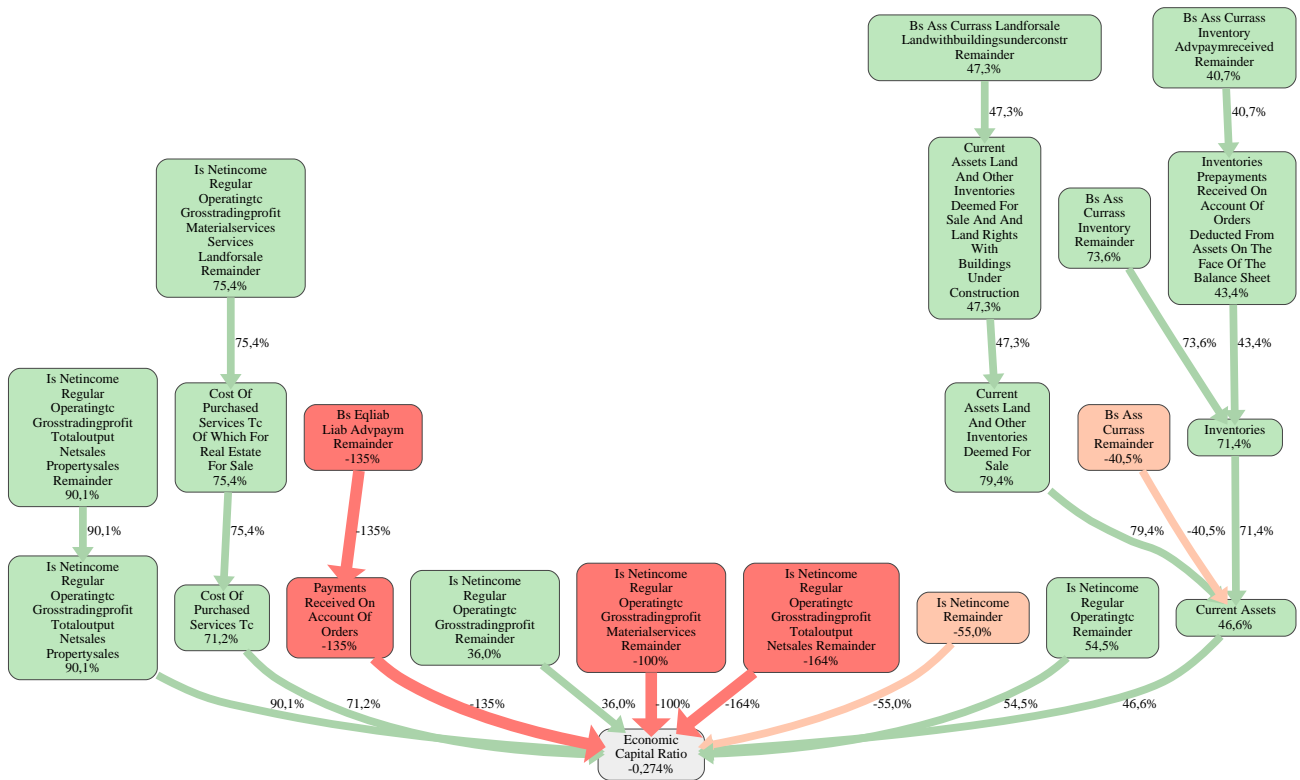 Bs Ass Currass Landforsale
Landwithbuildingsunderconstr
Remainder
47,3%
Bs Ass Currass
Inventory
Advpaymreceived
Remainder
40,7%
47,3%
40,7%
Is Netincome
Regular
Operatingtc
Grosstradingprofit
Materialservices
Services
Landforsale
Remainder
75,4%
Current
Assets Land
And Other
Inventories
Deemed For
Sale And And
Land Rights
With
Buildings
Under
Construction
47,3%
Bs Ass
Currass
Inventory
Remainder
73,6%
Inventories
Prepayments
Received On
Account Of
Orders
Deducted From
Assets On The
Face Of The
Balance Sheet
43,4%
75,4%
47,3%
73,6%
43,4%
Is Netincome
Regular
Operatingtc
Grosstradingprofit
Totaloutput
Netsales
Propertysales
Remainder
90,1%
Cost Of
Purchased
Services Tc
Of Which For
Real Estate
For Sale
75,4%
Bs Eqliab
Liab Advpaym
Remainder
-135%
Current
Assets Land
And Other
Inventories
Deemed For
Sale
79,4%
Bs Ass
Currass
Remainder
-40,5%
Inventories
71,4%
90,1%
75,4%
-135%
79,4%
-40,5%
71,4%
Is Netincome
Regular
Operatingtc
Grosstradingprofit
Totaloutput
Netsales
Propertysales
90,1%
Cost Of
Purchased
Services Tc
71,2%
Payments
Received On
Account Of
Orders
-135%
Is Netincome
Regular
Operatingtc
Grosstradingprofit
Remainder
36,0%
Is Netincome
Regular
Operatingtc
Grosstradingprofit
Materialservices
Remainder
-100%
Is Netincome
Regular
Operatingtc
Grosstradingprofit
Totaloutput
Netsales Remainder
-164%
Is Netincome
Remainder
-55,0%
Is Netincome
Regular
Operatingtc
Remainder
54,5%
Current Assets
46,6%
90,1%
71,2%
-135%
36,0%
-100%
-164%
-55,0%
54,5%
46,6%
Economic
Capital Ratio
-0,274%